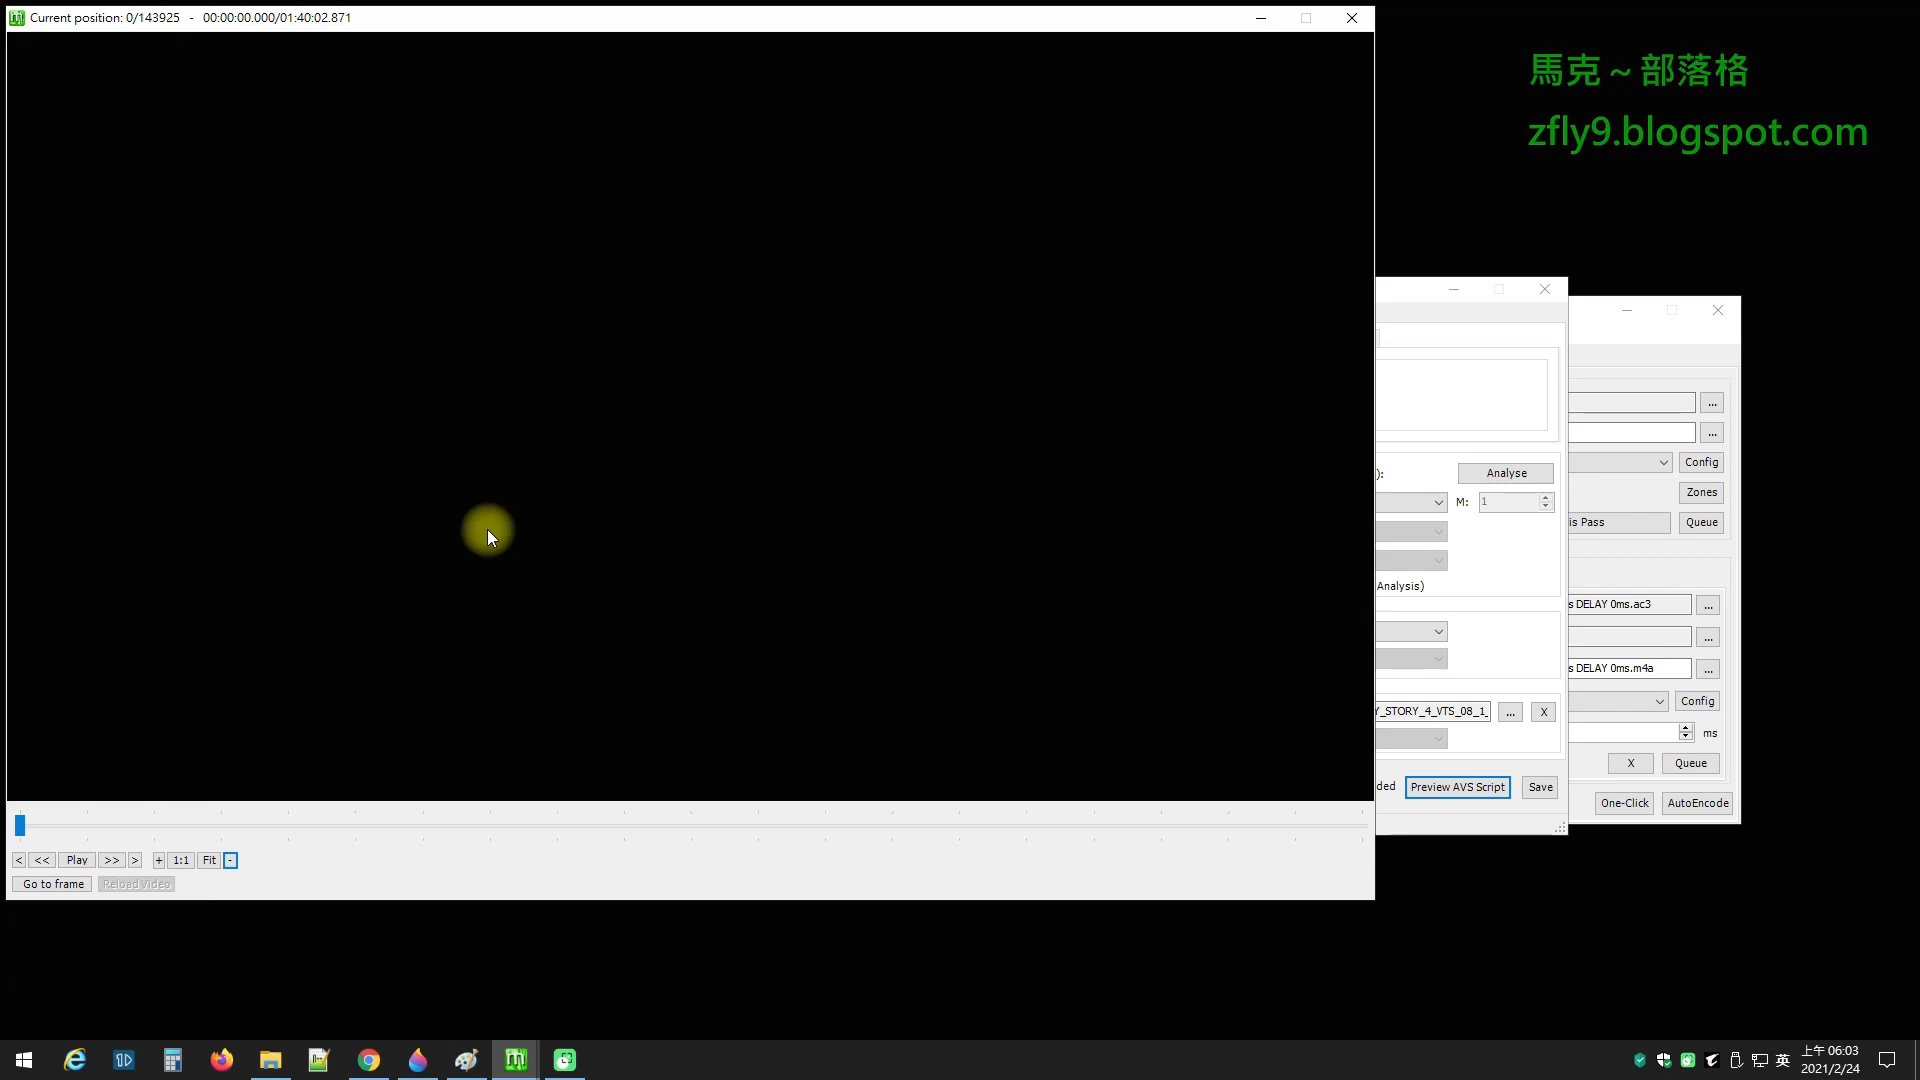 Current position: 0/143925 - 00:00:00.000/01:40:02.871
馬克～部落格
zfly9.blogspot.com
):
Analyse
M:
1
Analysis)
Y_STORY_4_VTS_08_1_
...
X
ded
Preview AVS Script
Save
...
...
Config
Zones
is Pass
Queue
s DELAY 0ms.ac3
...
...
s DELAY 0ms.m4a
...
Config
ms
X
Queue
One-Click
AutoEncode
<
<<
Play
>>
>
+
1:1
Fit
-
Go to frame
Reload Video
英
上午 06:03
2021/2/24